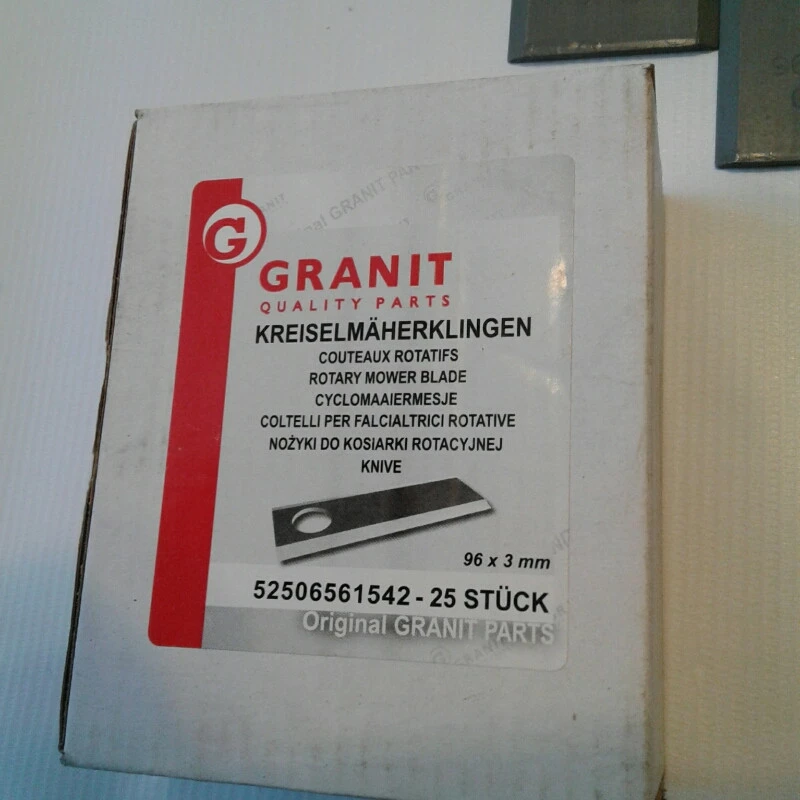 G
GRANIT
QUALITY PARTS
KREISELMÄHERKLINGEN
COUTEAUX ROTATIFS
ROTARY MOWER BLADE
CYCLOMAAIERMESJE
COLTELLI PER FALCIALTRICI ROTATIVE
NOŻYKI DO KOSIARKI ROTACYJNEJ
KNIVE
96 x 3 mm
52506561542 - 25 STÜCK
Original GRANIT PARTS